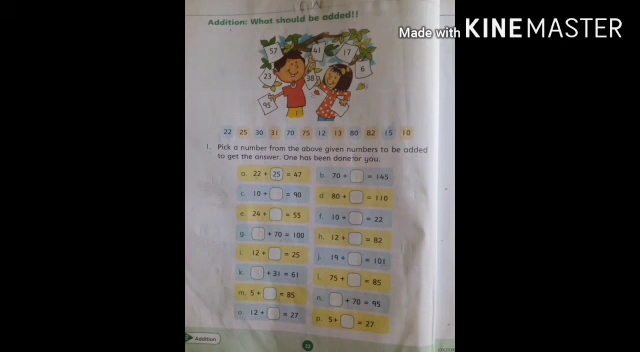 Made with KINEMASTER
Addition: What should be added!!
57
41
17
6
23
38
95
22 25 30 31 70 75 12 13 80 82 15 10
1. Pick a number from the above given numbers to be added
to get the answer. One has been done for you.
a. 22 + 25 = 47
b. 70 + = 145
c. 10 + = 90
d. 80 + = 110
e. 24 + = 55
f. 10 + = 22
g. + 70 = 100
h. 12 + = 82
i. 12 + = 25
j. 19 + = 101
k. + 31 = 61
l. 75 + = 85
m. 5 + = 85
n. + 70 = 95
o. 12 + = 27
p. 5+ = 27
Addition